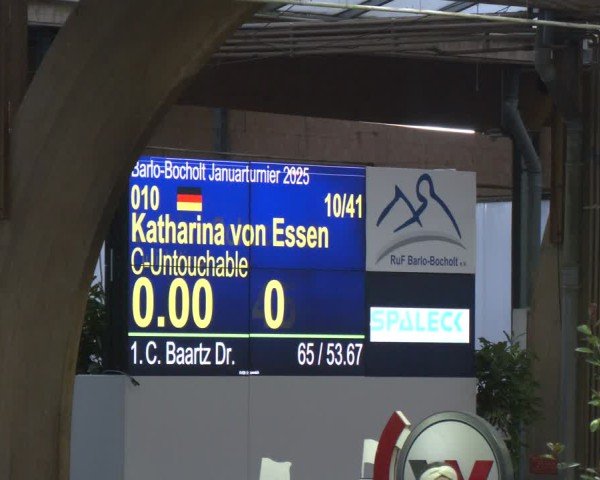 Barlo-Bocholt Januarturnier 2025
010 10/41
Katharina von Essen
C-Untouchable
0.00 0
1. C. Baartz Dr. 65 / 53.67
RuF Barlo-Bocholt e.V.
SPALECK